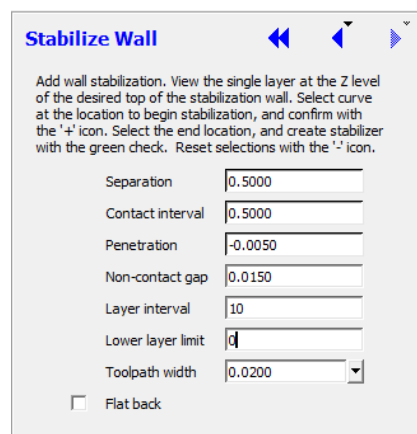 Stabilize Wall
Add wall stabilization. View the single layer at the Z level
of the desired top of the stabilization wall. Select curve
at the location to begin stabilization, and confirm with
the '+' icon. Select the end location, and create stabilizer
with the green check. Reset selections with the '-' icon.
Separation 0.5000
Contact interval 0.5000
Penetration -0.0050
Non-contact gap 0.0150
Layer interval 10
Lower layer limit 0
Toolpath width 0.0200
Flat back